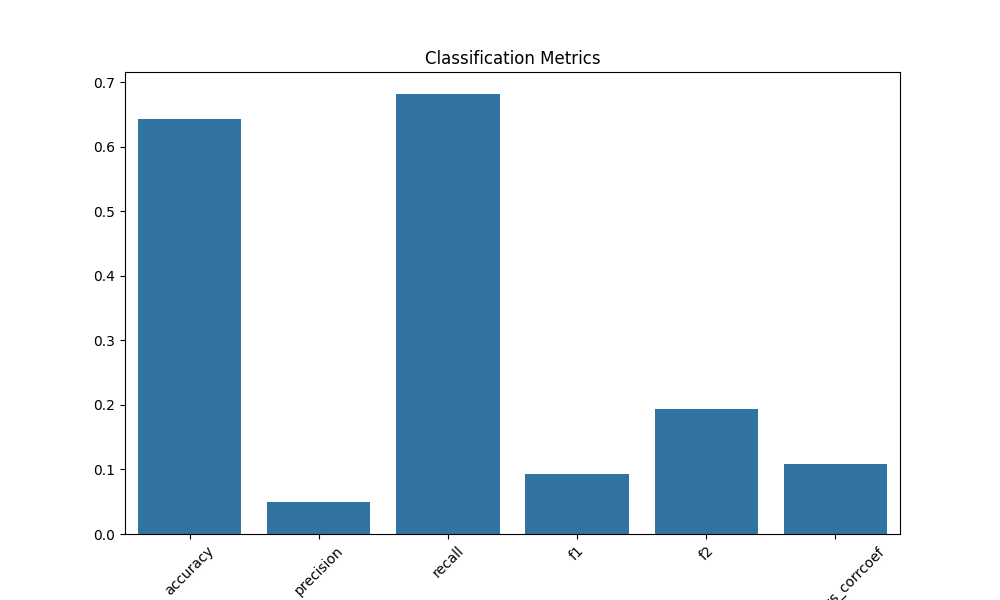 Classification Metrics
0.7
0.6
0.5
0.4
0.3
0.2
0.1
0.0
accuracy
precision
recall
f1
f2
s_corrcoef